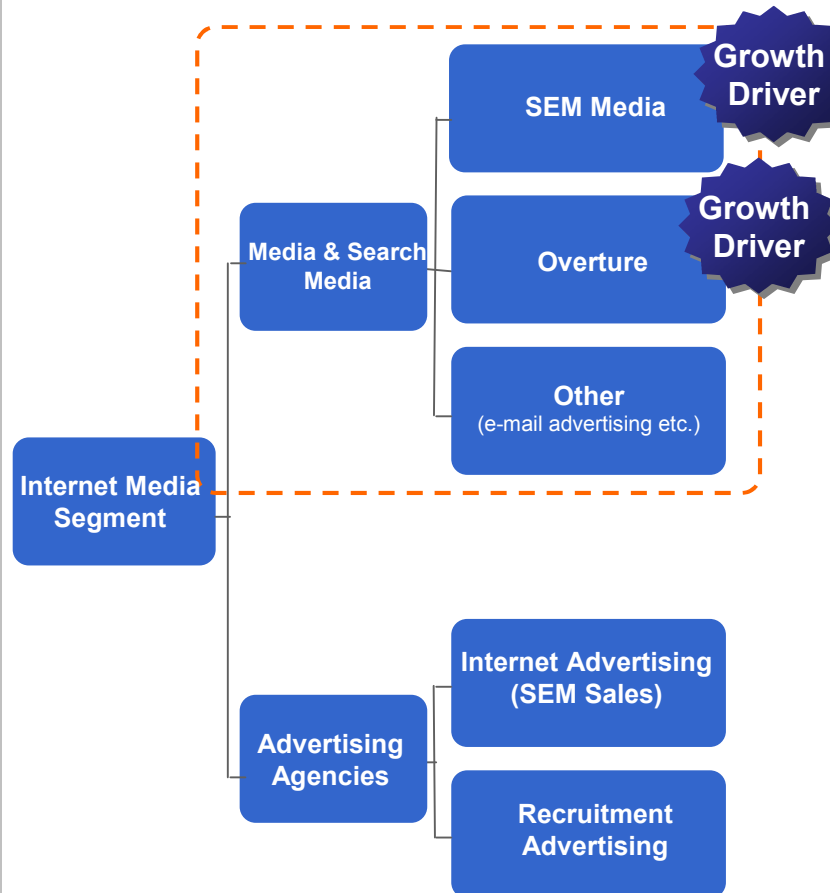 Growth
Driver
SEM Media
Growth
Driver
Media & Search
Media
Overture
Other
(e-mail advertising etc.)
Internet Media
Segment
Internet Advertising
(SEM Sales)
Advertising
Agencies
Recruitment
Advertising